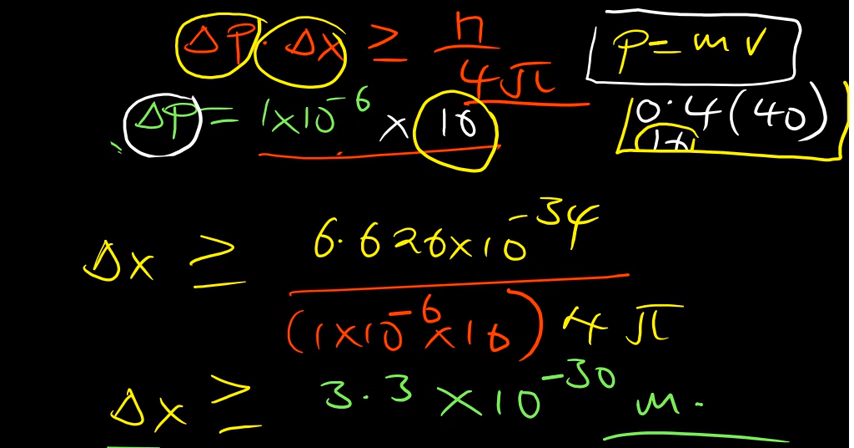 ΔP · Δx ≥ h / 4π
P = mv
ΔP = 1×10⁻⁶ × 16
0.4(40)
16
Δx ≥ 6.626×10⁻³⁴ / (1×10⁻⁶×16) 4π
Δx ≥ 3.3 ×10⁻³⁰ m.